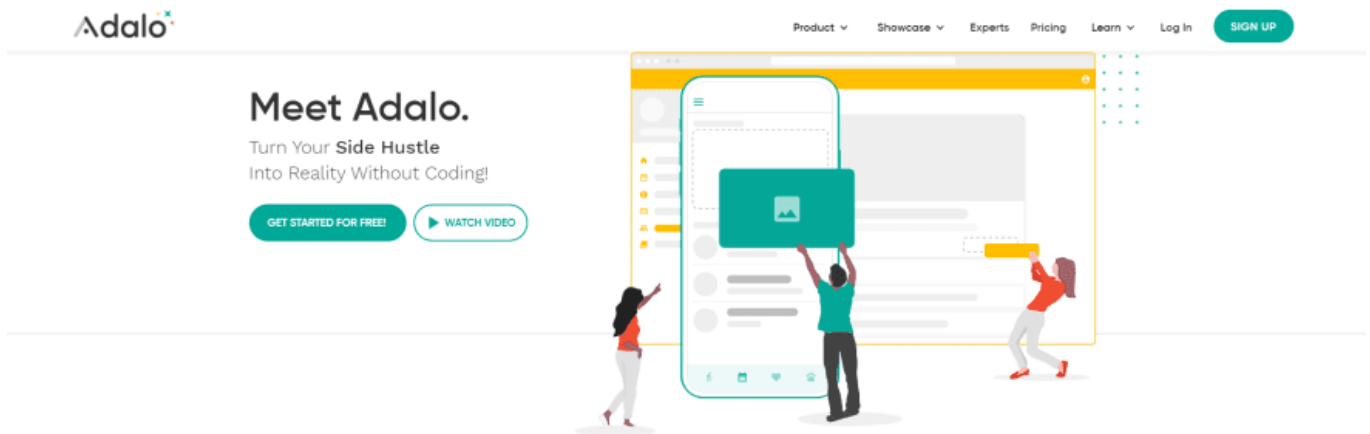 Adalo
Product
Showcase
Experts
Pricing
Learn
Log In
SIGN UP
Meet Adalo.
Turn Your Side Hustle
Into Reality Without Coding!
GET STARTED FOR FREE!
WATCH VIDEO